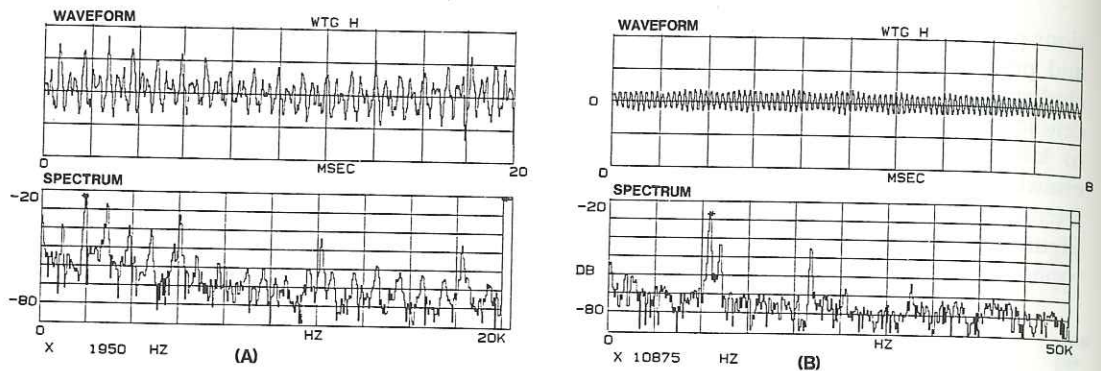 WAVEFORM
WTG H
0
MSEC
20
SPECTRUM
-20
-80
0
HZ
20K
X 1950 HZ
(A)
WAVEFORM
WTG H
0
0
MSEC
8
SPECTRUM
-20
DB
-80
0
HZ
50K
X 10875 HZ
(B)